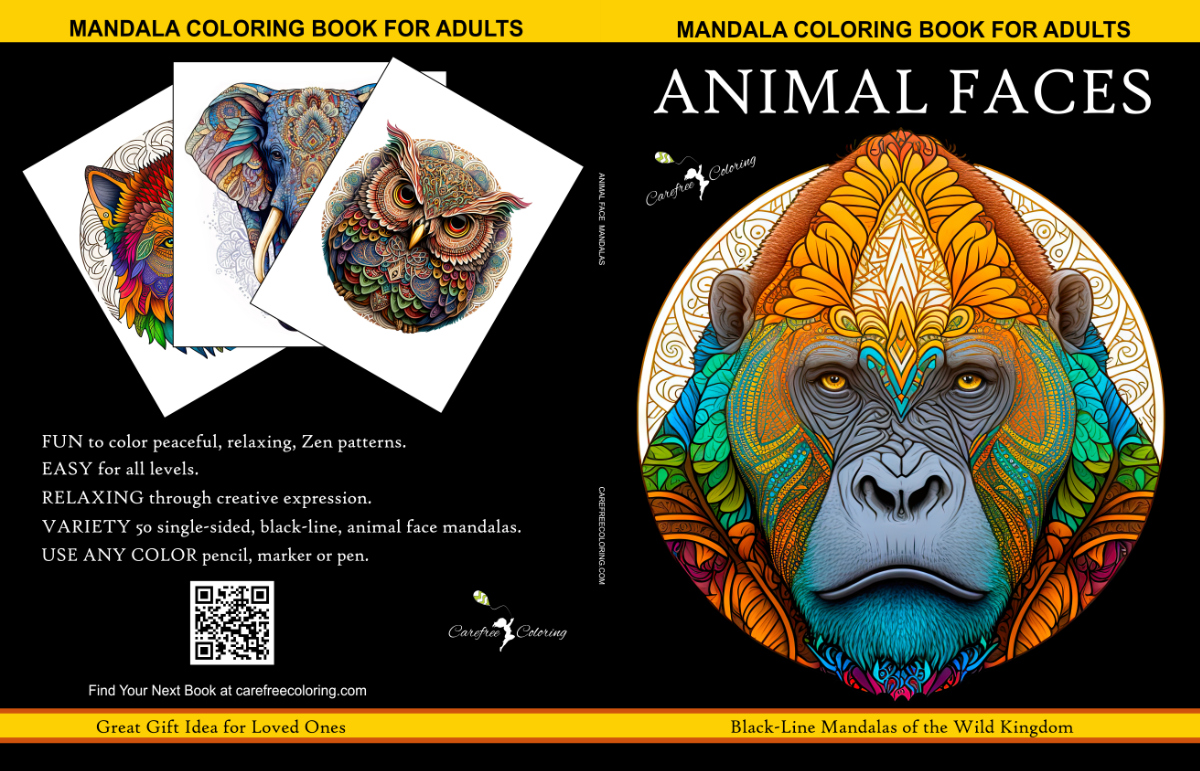 MANDALA COLORING BOOK FOR ADULTS
FUN to color peaceful, relaxing, Zen patterns.
EASY for all levels.
RELAXING through creative expression.
VARIETY 50 single-sided, black-line, animal face mandalas.
USE ANY COLOR pencil, marker or pen.
Carefree Coloring
Find Your Next Book at carefreecoloring.com
Great Gift Idea for Loved Ones
ANIMAL FACE MANDALAS
CAREFREECOLORING.COM
MANDALA COLORING BOOK FOR ADULTS
ANIMAL FACES
Carefree Coloring
Black-Line Mandalas of the Wild Kingdom